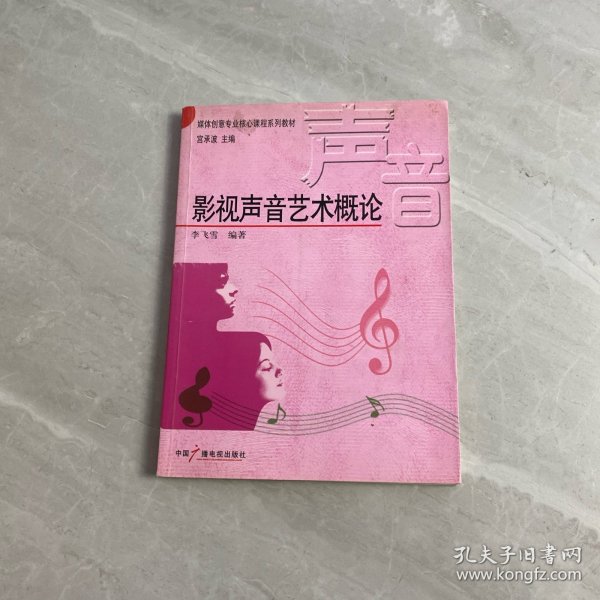 媒体创意专业核心课程系列教材
宫承波 主编
声音
影视声音艺术概论
李飞雪 编著
中国广播电视出版社
孔夫子旧书网
www.kongfz.com